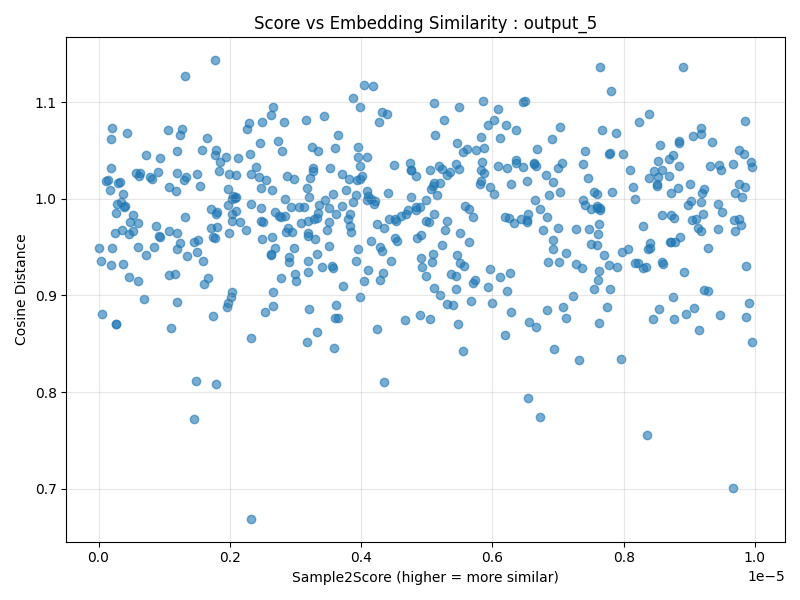 Score vs Embedding Similarity : output_5
Cosine Distance
1.1
1.0
0.9
0.8
0.7
0.0 0.2 0.4 0.6 0.8 1.0
1e−5
Sample2Score (higher = more similar)